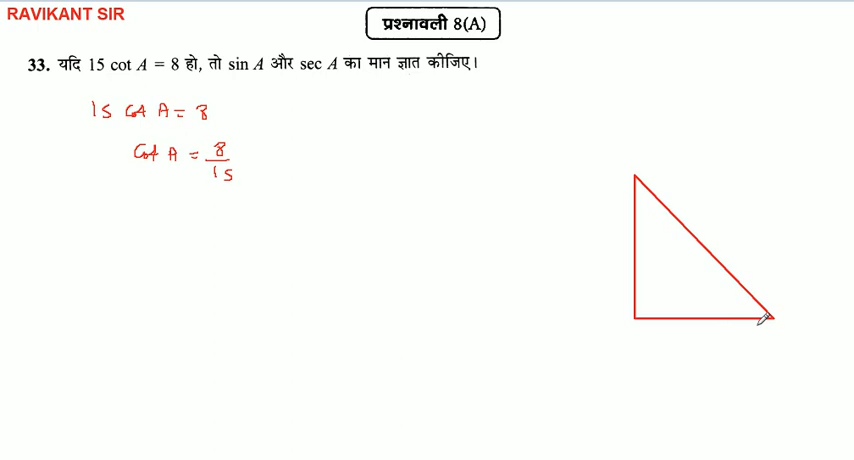 RAVIKANT SIR
प्रश्नावली 8(A)
33. यदि 15 cot A = 8 हो, तो sin A और sec A का मान ज्ञात कीजिए।
15 cot A = 8
cot A = 8/15